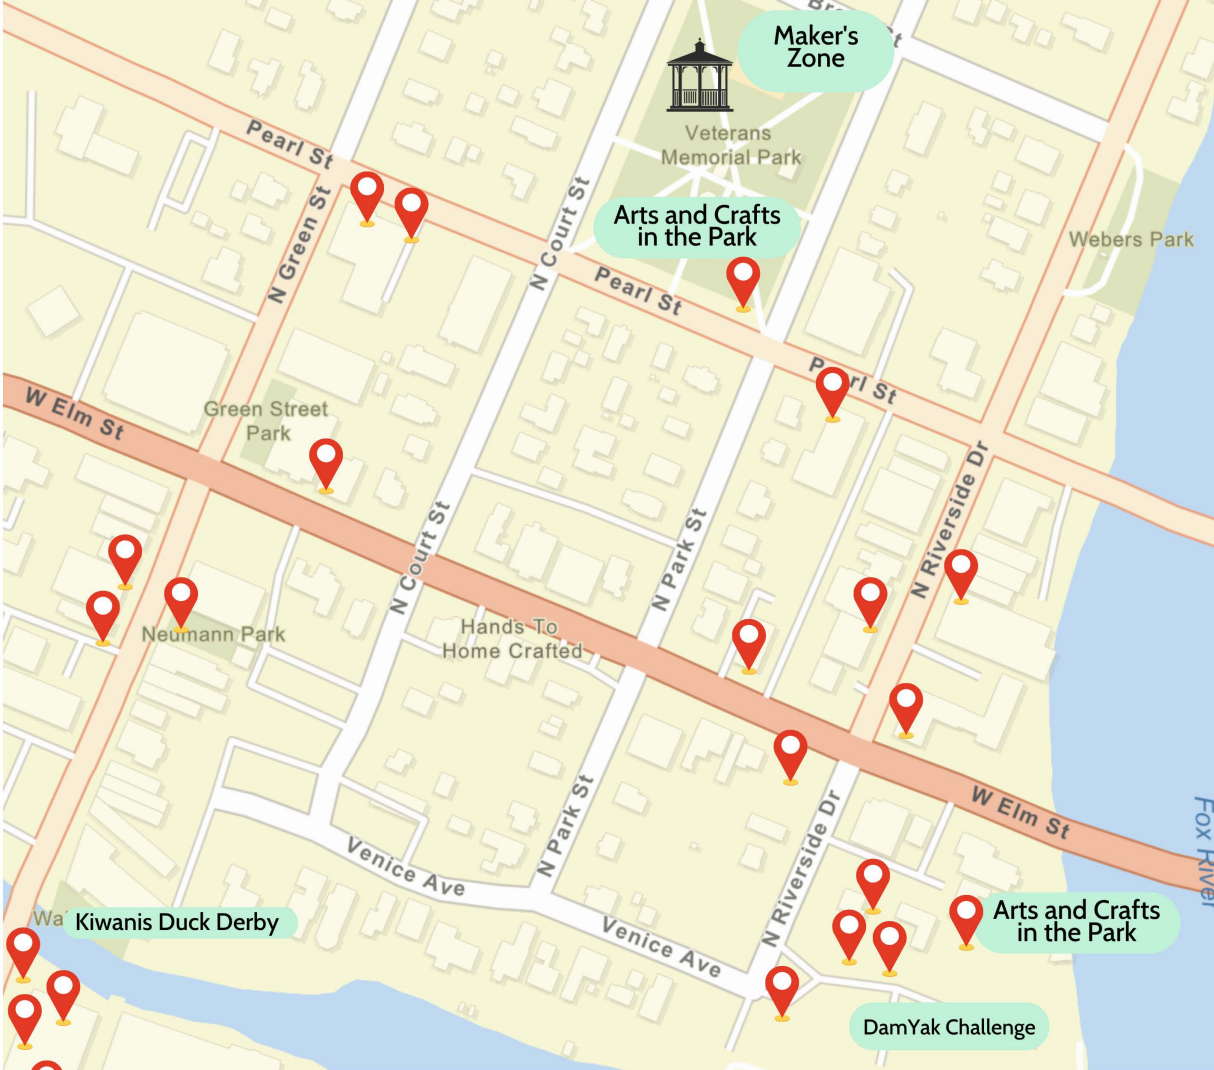 Maker's
Zone
Pearl St
Veterans
Memorial Park
N Green St
N Court St
Arts and Crafts
in the Park
Webers Park
Pearl St
Pearl St
W Elm St
Green Street
Park
N Riverside Dr
N Court St
N Park St
Neumann Park
Hands To
Home Crafted
W Elm St
Fox River
N Park St
N Riverside Dr
Venice Ave
Kiwanis Duck Derby
Arts and Crafts
in the Park
Venice Ave
DamYak Challenge